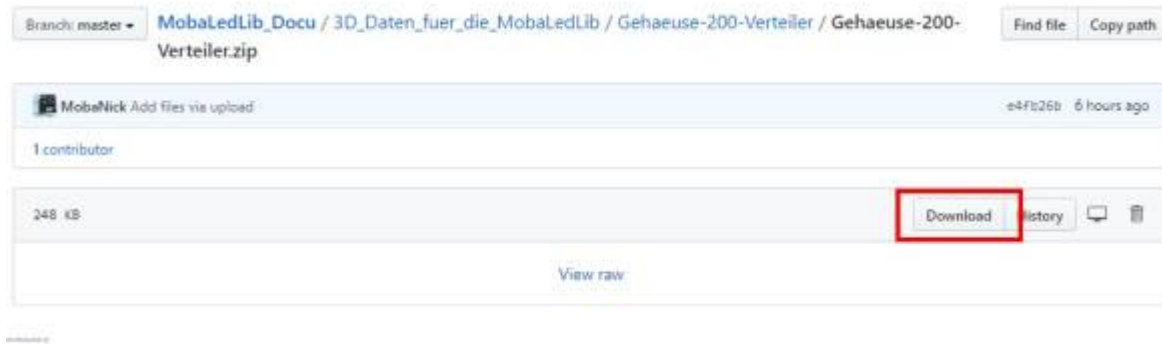 Branch: master MobaLedLib_Docu / 3D_Daten_fuer_die_MobaLedLib / Gehaeuse-200-Verteiler / Gehaeuse-200- Find file Copy path
Verteiler.zip
MobaNick Add files via upload e4fb26b 6 hours ago
1 contributor
248 KB Download History
View raw